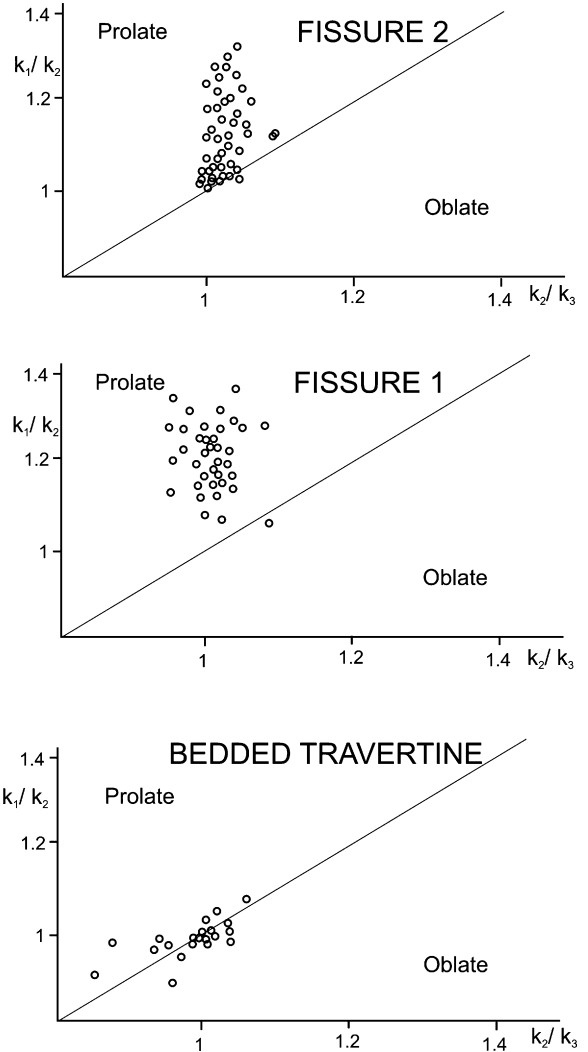 1.4
Prolate
FISSURE 2
k1/ k2
1.2
1
Oblate
1
1.2
1.4
k2/ k3
1.4
Prolate
FISSURE 1
k1/ k2
1.2
1
Oblate
1
1.2
1.4
k2/ k3
BEDDED TRAVERTINE
1.4
k1/ k2
Prolate
1.2
1
Oblate
1
1.2
1.4
k2/ k3